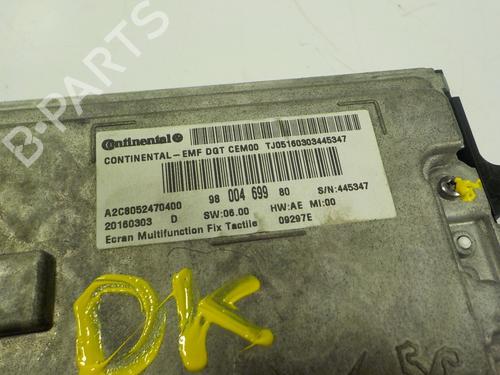 Continental
CONTINENTAL-EMF DGT CEM00 TJ05160303445347
A2C8052470400 98 004 699 80 S/N:445347
20160303 D SW:06.00 HW:AE MI:00
Ecran Multifunction Fix Tactile 09297E
OK